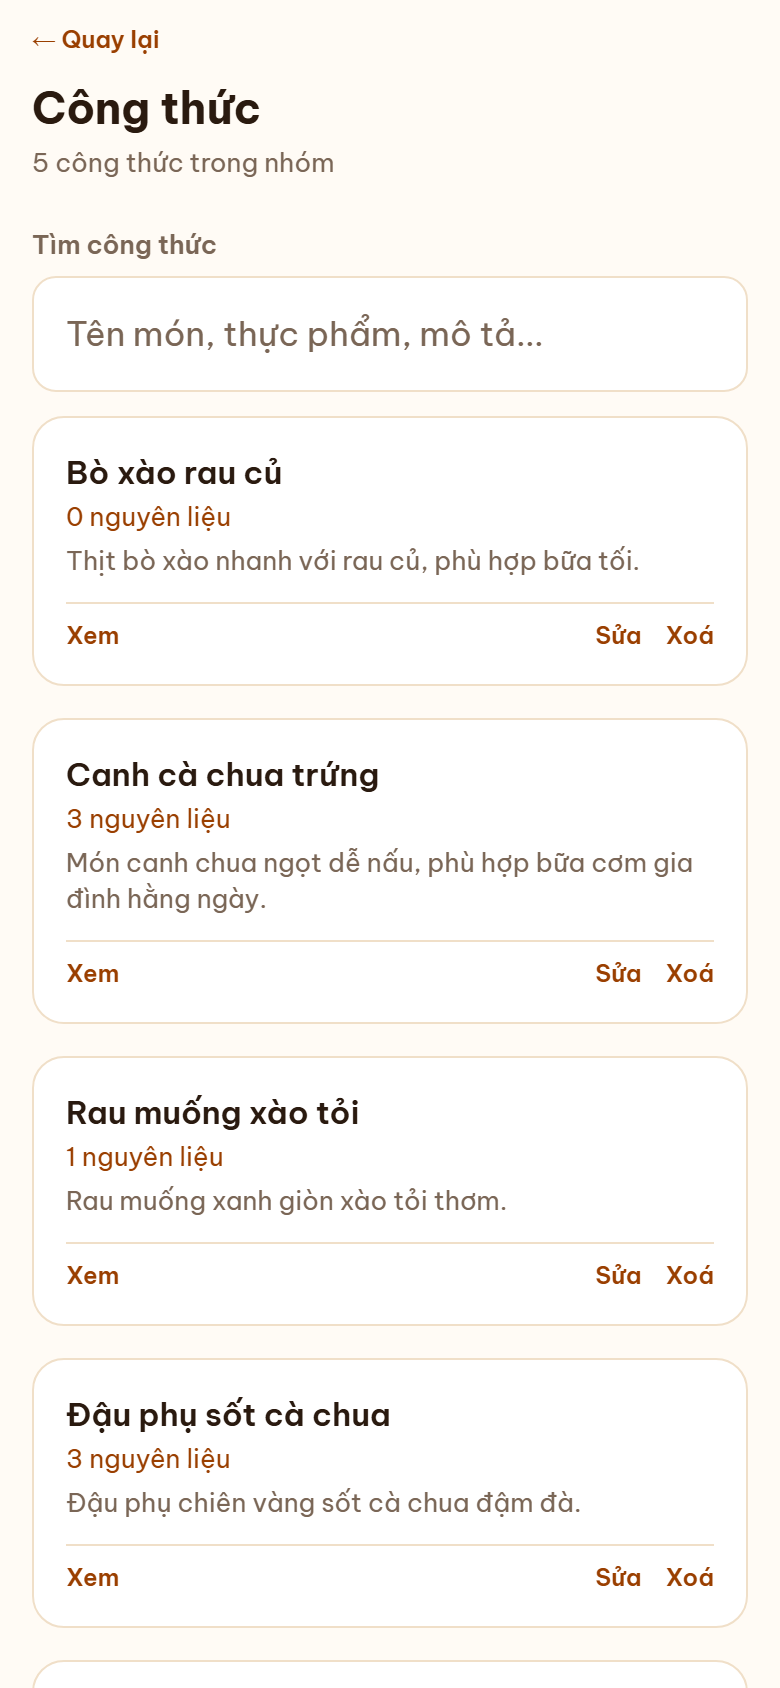 ← Quay lại
Công thức
5 công thức trong nhóm
Tìm công thức
Tên món, thực phẩm, mô tả...
Bò xào rau củ
0 nguyên liệu
Thịt bò xào nhanh với rau củ, phù hợp bữa tối.
Xem Sửa Xoá
Canh cà chua trứng
3 nguyên liệu
Món canh chua ngọt dễ nấu, phù hợp bữa cơm gia
đình hằng ngày.
Xem Sửa Xoá
Rau muống xào tỏi
1 nguyên liệu
Rau muống xanh giòn xào tỏi thơm.
Xem Sửa Xoá
Đậu phụ sốt cà chua
3 nguyên liệu
Đậu phụ chiên vàng sốt cà chua đậm đà.
Xem Sửa Xoá